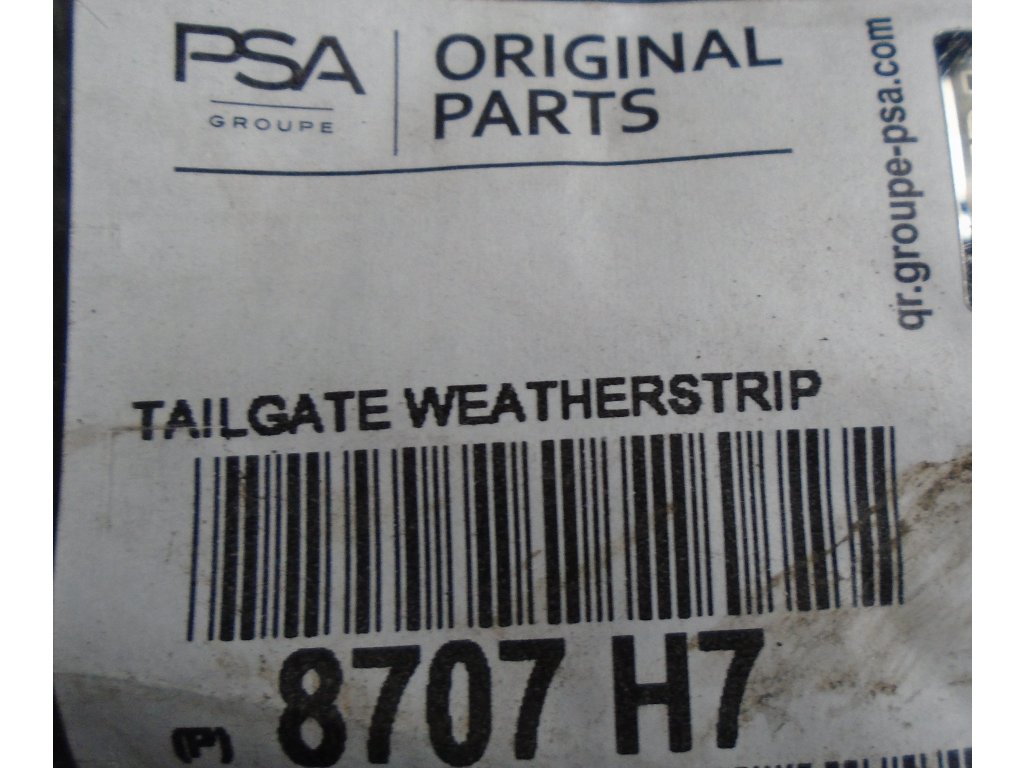 PSA
GROUPE
ORIGINAL
PARTS
qr.groupe-psa.com
TAILGATE WEATHERSTRIP
(P) 8707 H7